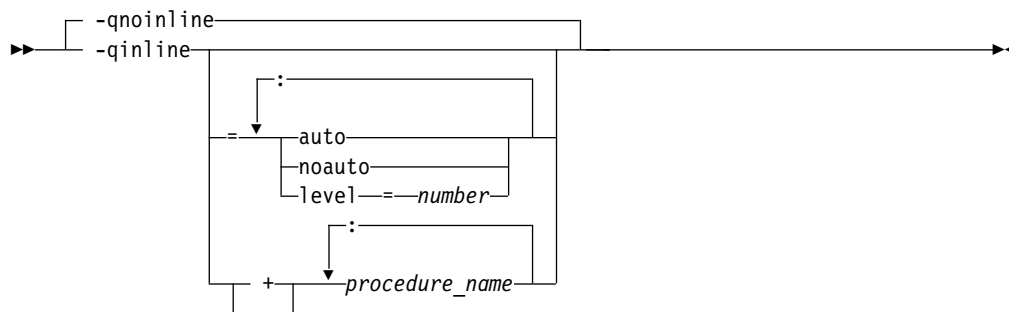 -qnoinline
-qinline
:
= auto
noauto
level = number
:
+ procedure_name